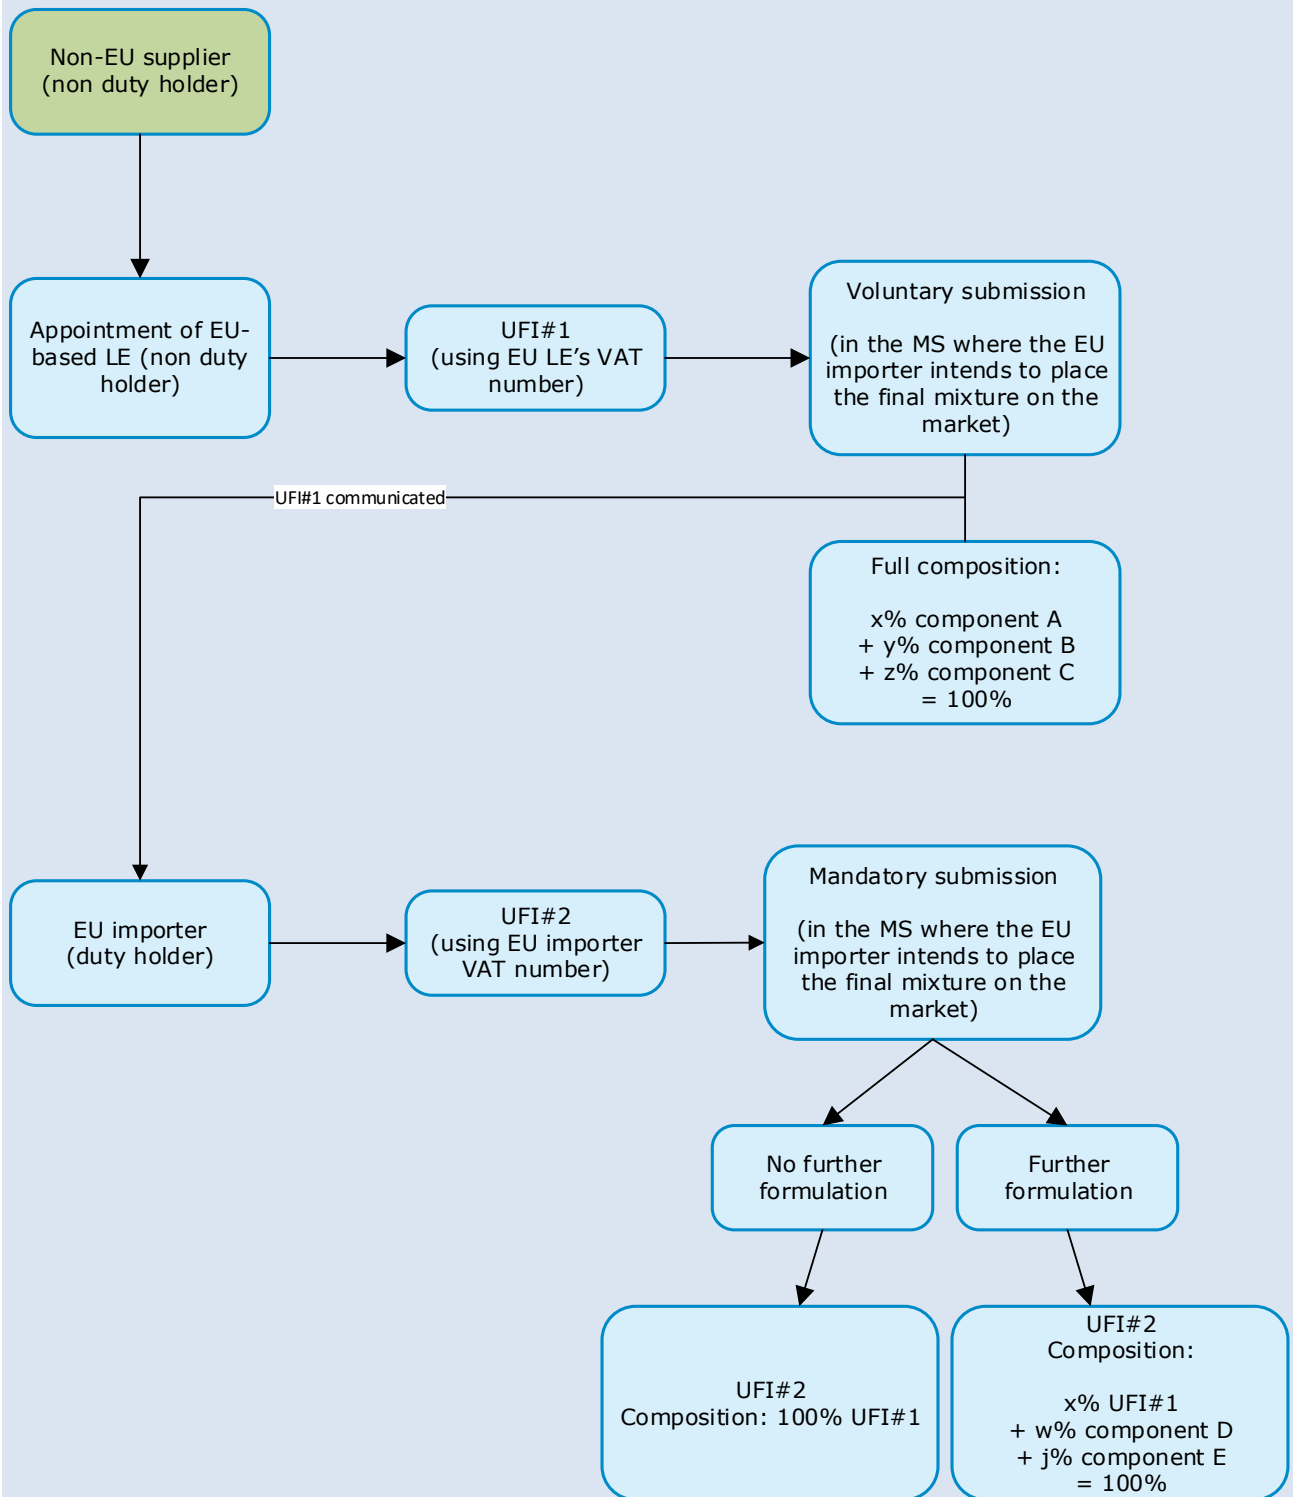 Non-EU supplier
(non duty holder)
Appointment of EU-
based LE (non duty
holder)
UFI#1
(using EU LE’s VAT
number)
Voluntary submission
(in the MS where the EU
importer intends to place
the final mixture on the
market)
UFI#1 communicated
Full composition:
x% component A
+ y% component B
+ z% component C
= 100%
EU importer
(duty holder)
UFI#2
(using EU importer
VAT number)
Mandatory submission
(in the MS where the EU
importer intends to place
the final mixture on the
market)
No further
formulation
Further
formulation
UFI#2
Composition: 100% UFI#1
UFI#2
Composition:
x% UFI#1
+ w% component D
+ j% component E
= 100%